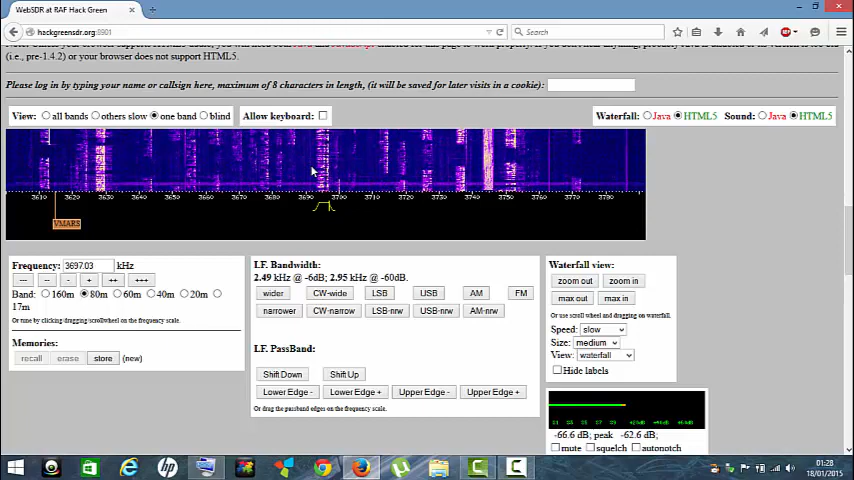 WebSDR at RAF Hack Green
hackgreensdr.org:8901
Search
(i.e., pre-1.4.2) or your browser does not support HTML5.
Please log in by typing your name or callsign here, maximum of 8 characters in length, (it will be saved for later visits in a cookie):
View: all bands others slow one band blind
Allow keyboard:
Waterfall: Java HTML5 Sound: Java HTML5
3610 3620 3630 3640 3650 3660 3670 3680 3690 3700 3710 3720 3730 3740 3750 3760 3770 3780
VMARS
Frequency: 3697.03 kHz
--- -- - + ++ +++
Band: 160m 80m 60m 40m 20m
17m
Or tune by clicking/dragging/scrollwheel on the frequency scale.
Memories:
recall erase store (new)
L.F. Bandwidth:
2.49 kHz @ -6dB; 2.95 kHz @ -60dB.
wider CW-wide LSB USB AM FM
narrower CW-narrow LSB-nrw USB-nrw AM-nrw
L.F. PassBand:
Shift Down Shift Up
Lower Edge - Lower Edge + Upper Edge - Upper Edge +
Or drag the passband edges on the frequency scale.
Waterfall view:
zoom out zoom in
max out max in
Or use scroll wheel and dragging on waterfall.
Speed: slow
Size: medium
View: waterfall
Hide labels
-66.6 dB; peak -62.6 dB;
mute squelch autonotch
01:28
18/01/2015